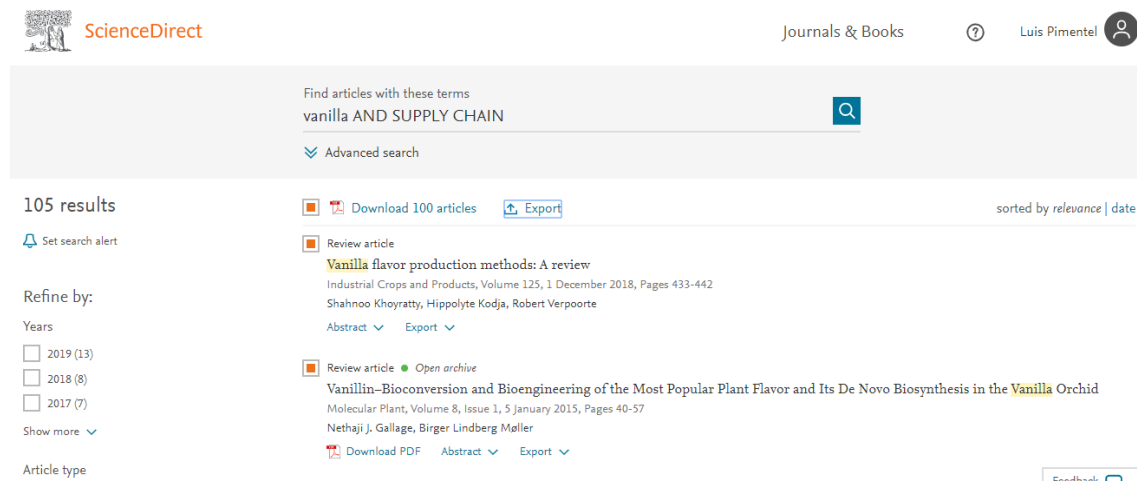 ScienceDirect
Journals & Books
?
Luis Pimentel
Find articles with these terms
vanilla AND SUPPLY CHAIN
Advanced search
105 results
Set search alert
Refine by:
Years
2019 (13)
2018 (8)
2017 (7)
Show more
Article type
Download 100 articles
Export
sorted by relevance | date
Review article
Vanilla flavor production methods: A review
Industrial Crops and Products, Volume 125, 1 December 2018, Pages 433-442
Shahnoo Khoyratty, Hippolyte Kodja, Robert Verpoorte
Abstract Export
Review article Open archive
Vanillin–Bioconversion and Bioengineering of the Most Popular Plant Flavor and Its De Novo Biosynthesis in the Vanilla Orchid
Molecular Plant, Volume 8, Issue 1, 5 January 2015, Pages 40-57
Nethaji J. Gallage, Birger Lindberg Møller
Download PDF Abstract Export
Feedback